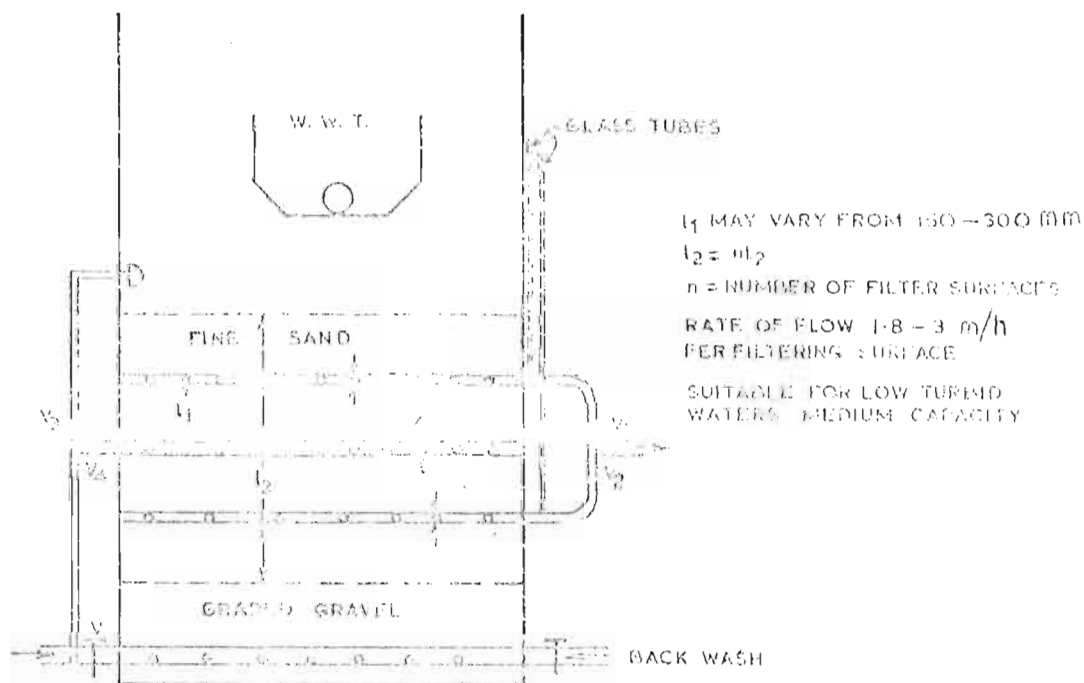 W. W. T.
GLASS TUBES
l1 MAY VARY FROM 150 – 300 mm
l2 = nl2
n = NUMBER OF FILTER SURFACES
RATE OF FLOW 1·8 – 3 m/h
PER FILTERING SURFACE
SUITABLE FOR LOW TURBID
WATERS MEDIUM CAPACITY
FINE SAND
l1
V3
V4
l2
V2
GRADED GRAVEL
V
BACK WASH